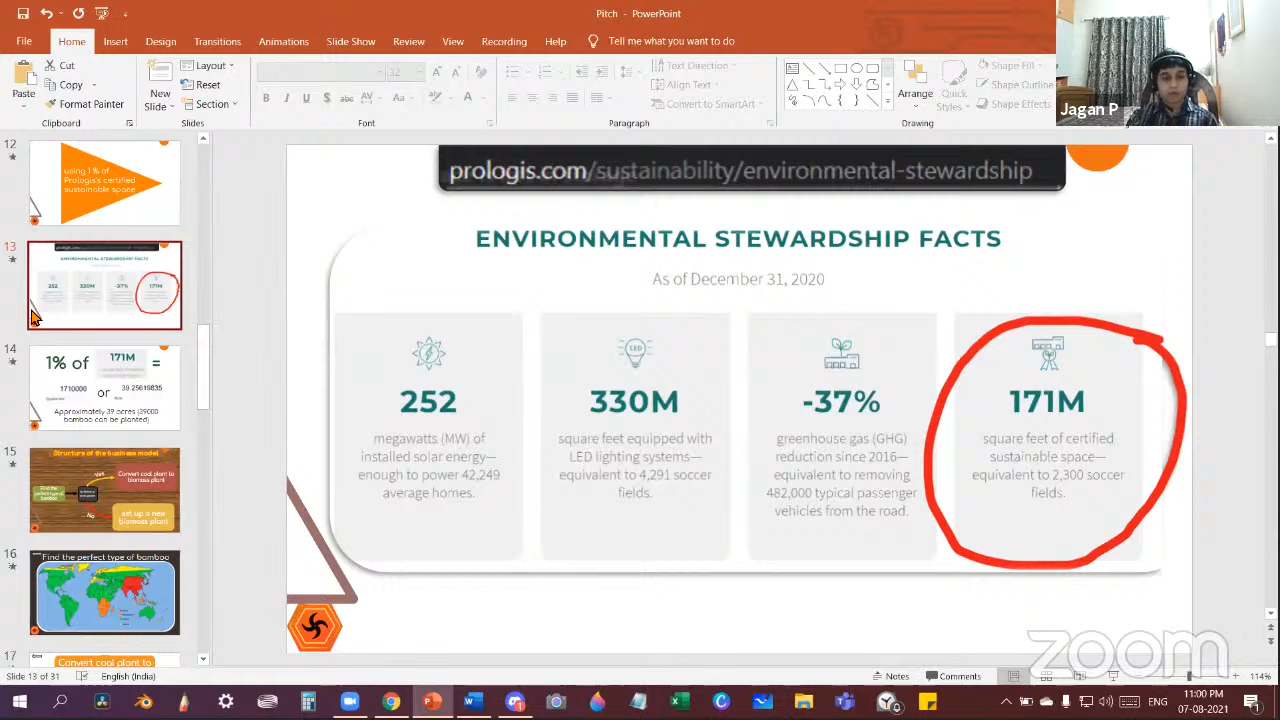 Pitch - PowerPoint
File Home Insert Design Transitions Animations Slide Show Review View Recording Help Tell me what you want to do
Cut
Copy
Format Painter
Paste
Clipboard
New
Slide
Layout
Reset
Section
Slides
32
B I U S abc AV Aa A
Font
Text Direction
Align Text
Convert to SmartArt
Paragraph
Arrange
Quick
Styles
Shape Fill
Shape Outline
Shape Effects
Drawing
Jagan P
12
using 1% of
Prologis's certified
sustainable space
13
14
1% of 171M =
1710000 or 39.25619835
Approximately 39 acres (39000
bamboo can be planted)
15
Structure of the business model
Convert coal plant to
biomass plant
set up a new
biomass plant
16
Find the perfect type of bamboo
17
Convert coal plant to
prologis.com/sustainability/environmental-stewardship
ENVIRONMENTAL STEWARDSHIP FACTS
As of December 31, 2020
252
megawatts (MW) of
installed solar energy—
enough to power 42,249
average homes.
LED
330M
square feet equipped with
LED lighting systems—
equivalent to 4,291 soccer
fields.
-37%
greenhouse gas (GHG)
reduction since 2016—
equivalent to removing
482,000 typical passenger
vehicles from the road.
171M
square feet of certified
sustainable space—
equivalent to 2,300 soccer
fields.
zoom
Slide 13 of 31 English (India) Notes Comments 114%
ENG 11:00 PM
07-08-2021